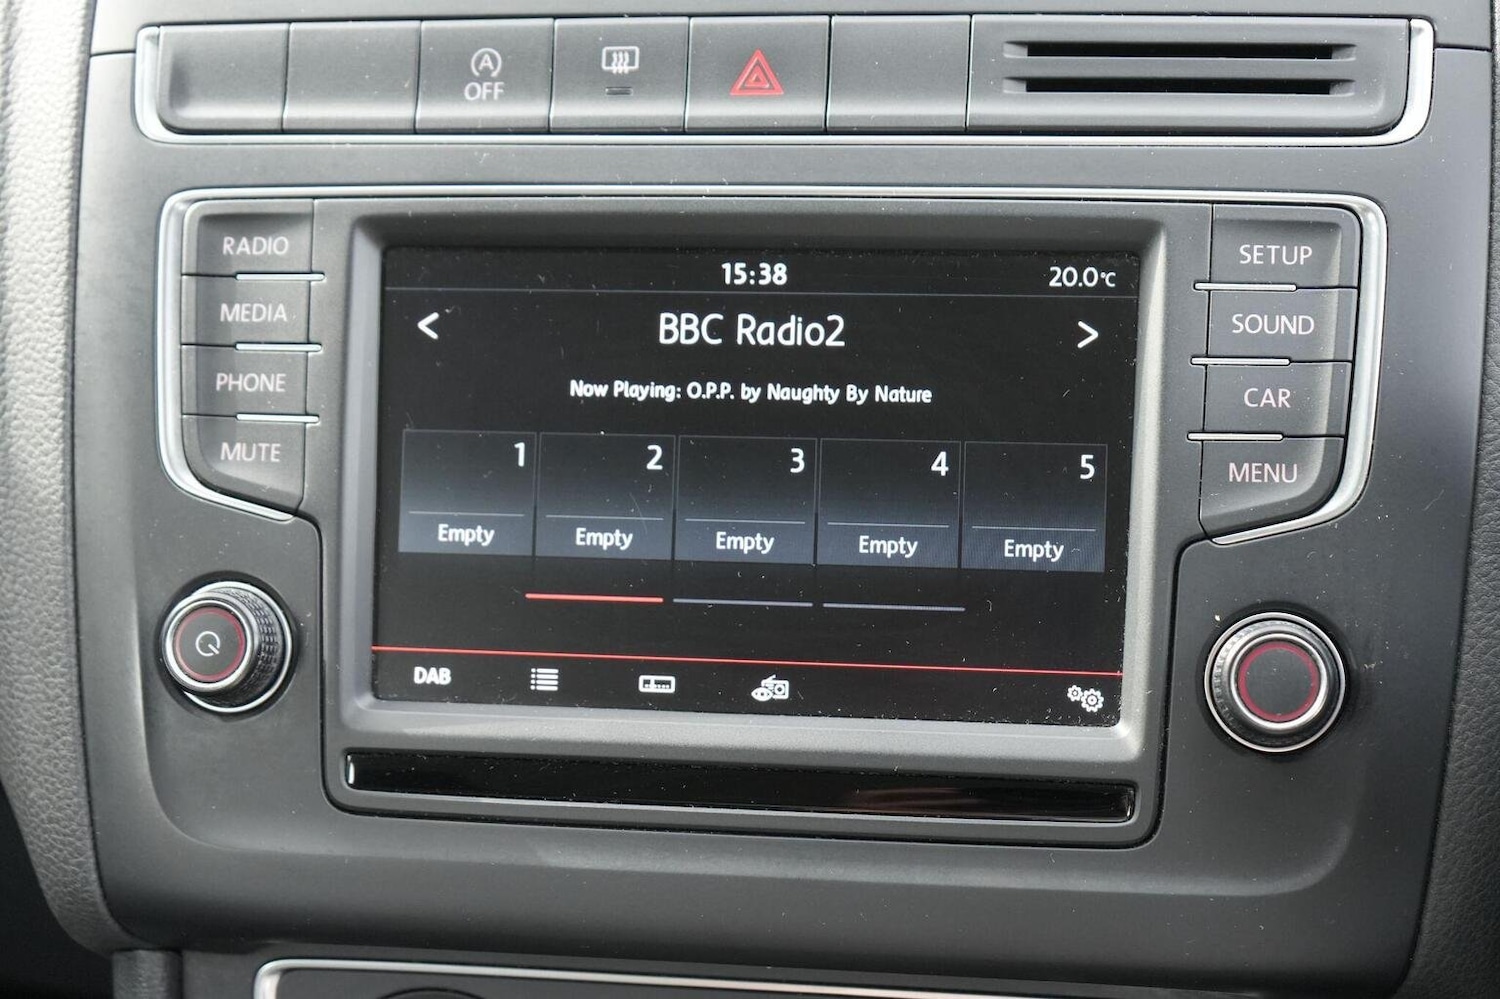 A
OFF
RADIO
MEDIA
PHONE
MUTE
15:38
20.0°C
< BBC Radio2 >
Now Playing: O.P.P. by Naughty By Nature
1 2 3 4 5
Empty Empty Empty Empty Empty
DAB
SETUP
SOUND
CAR
MENU